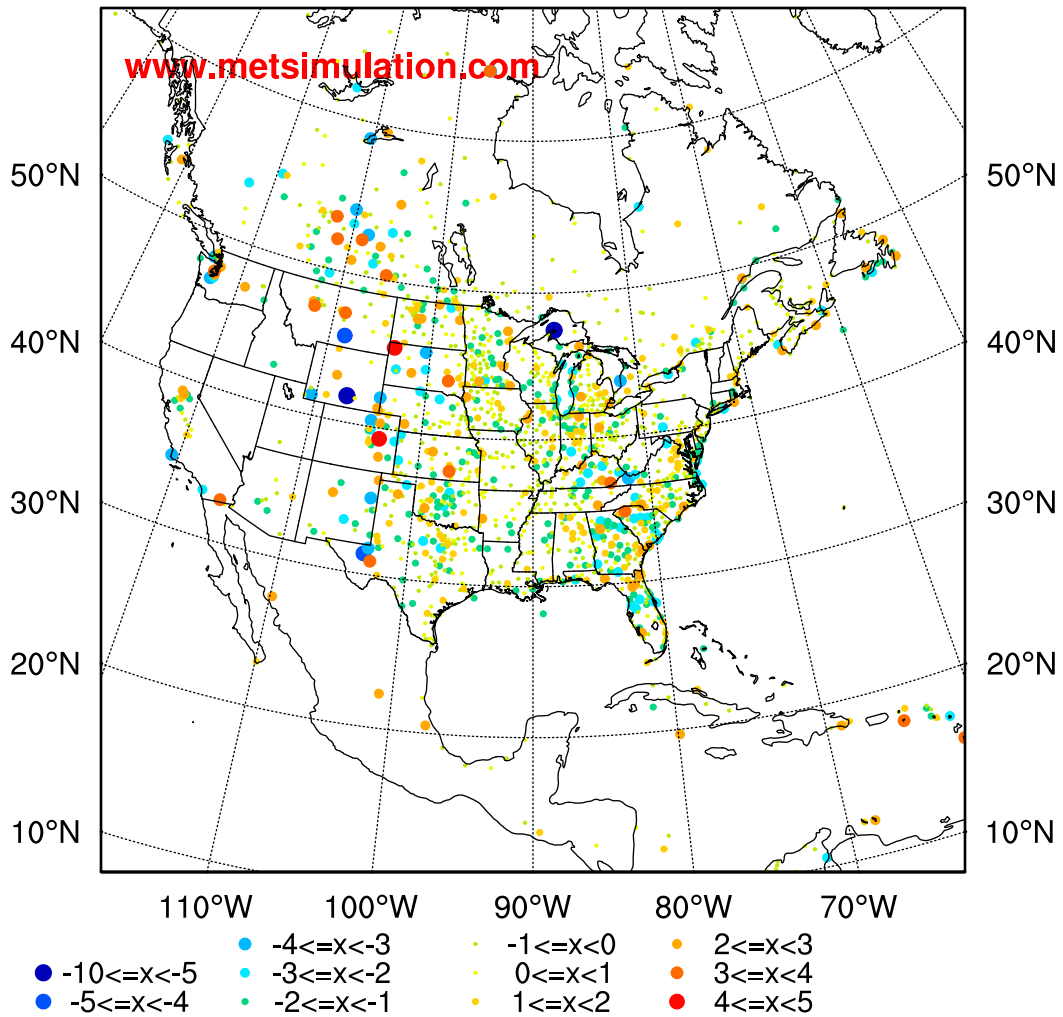 www.metsimulation.com
50°N 50°N
40°N 40°N
30°N 30°N
20°N 20°N
10°N 10°N
110°W 100°W 90°W 80°W 70°W
-4<=x<-3 -1<=x<0 2<=x<3
-10<=x<-5 -3<=x<-2 0<=x<1 3<=x<4
-5<=x<-4 -2<=x<-1 1<=x<2 4<=x<5